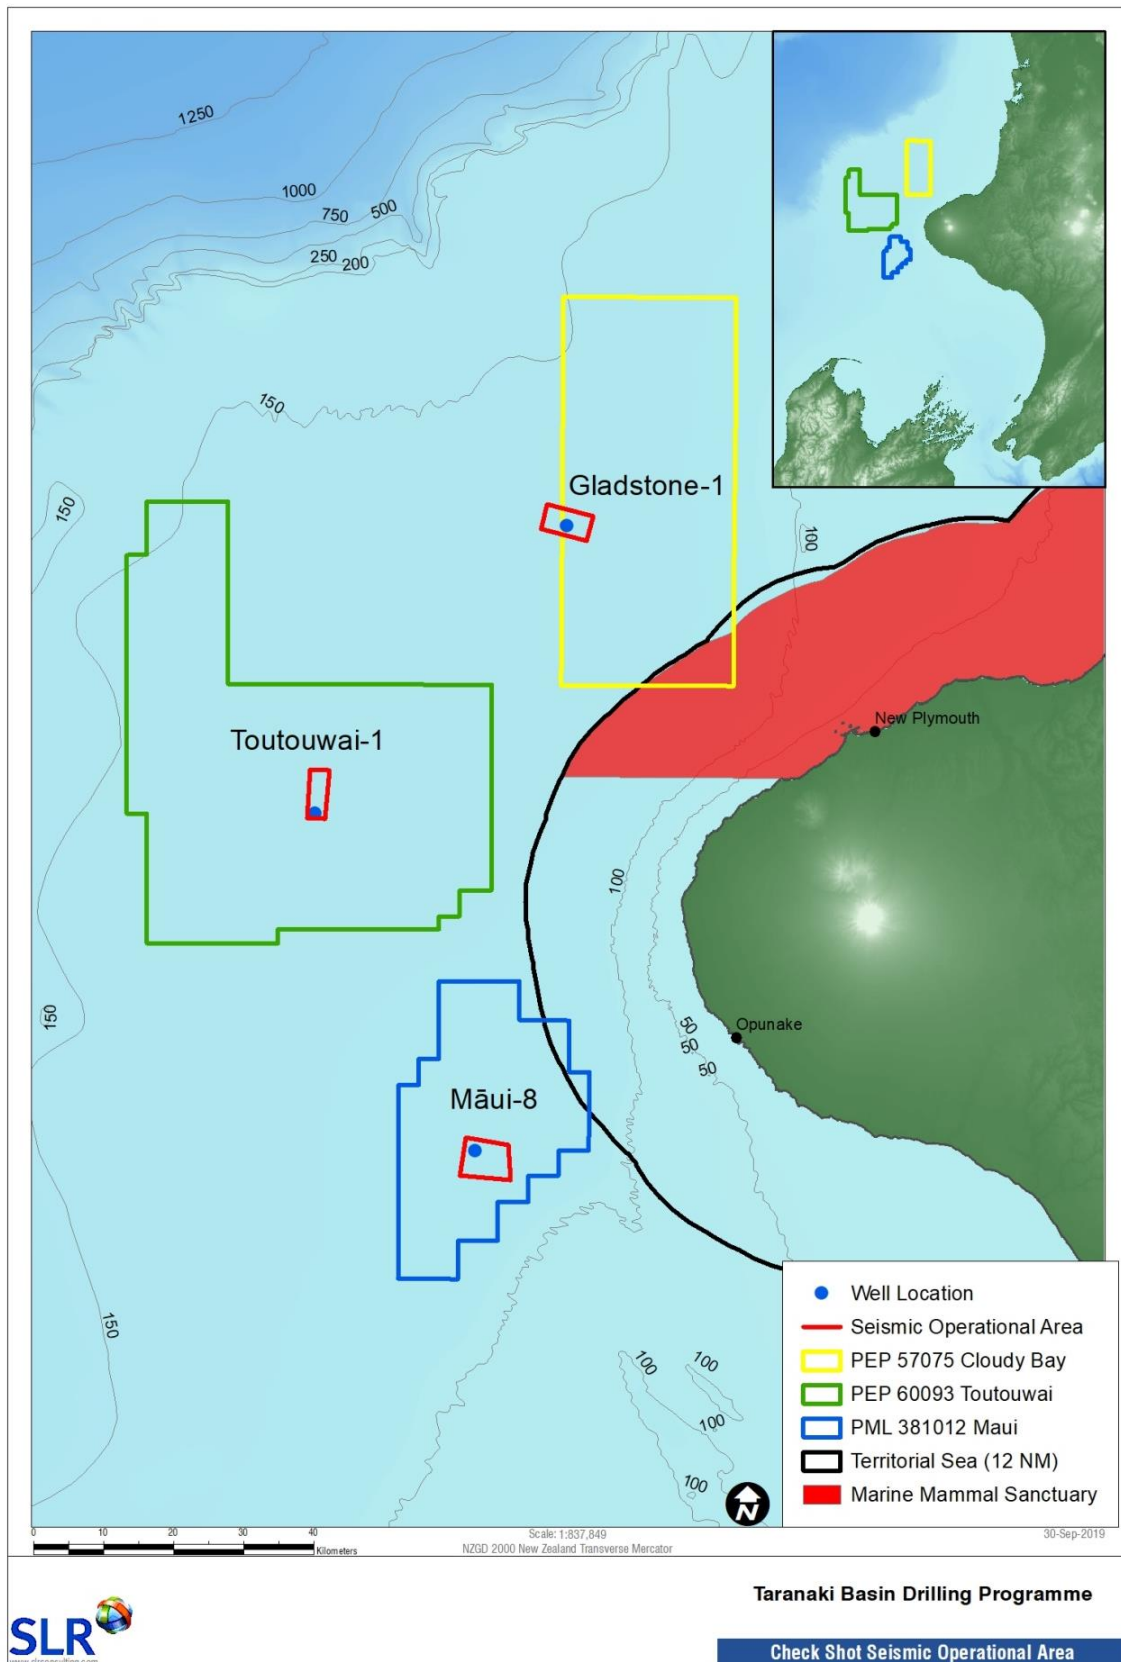 1250
1000
750
500
250
200
150
150
Gladstone-1
100
New Plymouth
Toutouwai-1
100
150
50
50
50
Opunake
Māui-8
150
100
100
100
100
Well Location
Seismic Operational Area
PEP 57075 Cloudy Bay
PEP 60093 Toutouwai
PML 381012 Maui
Territorial Sea (12 NM)
Marine Mammal Sanctuary
N
0 10 20 30 40
Kilometers
Scale: 1:837,849
NZGD 2000 New Zealand Transverse Mercator
30-Sep-2019
Taranaki Basin Drilling Programme
SLR
www.slrconsulting.com
Check Shot Seismic Operational Area